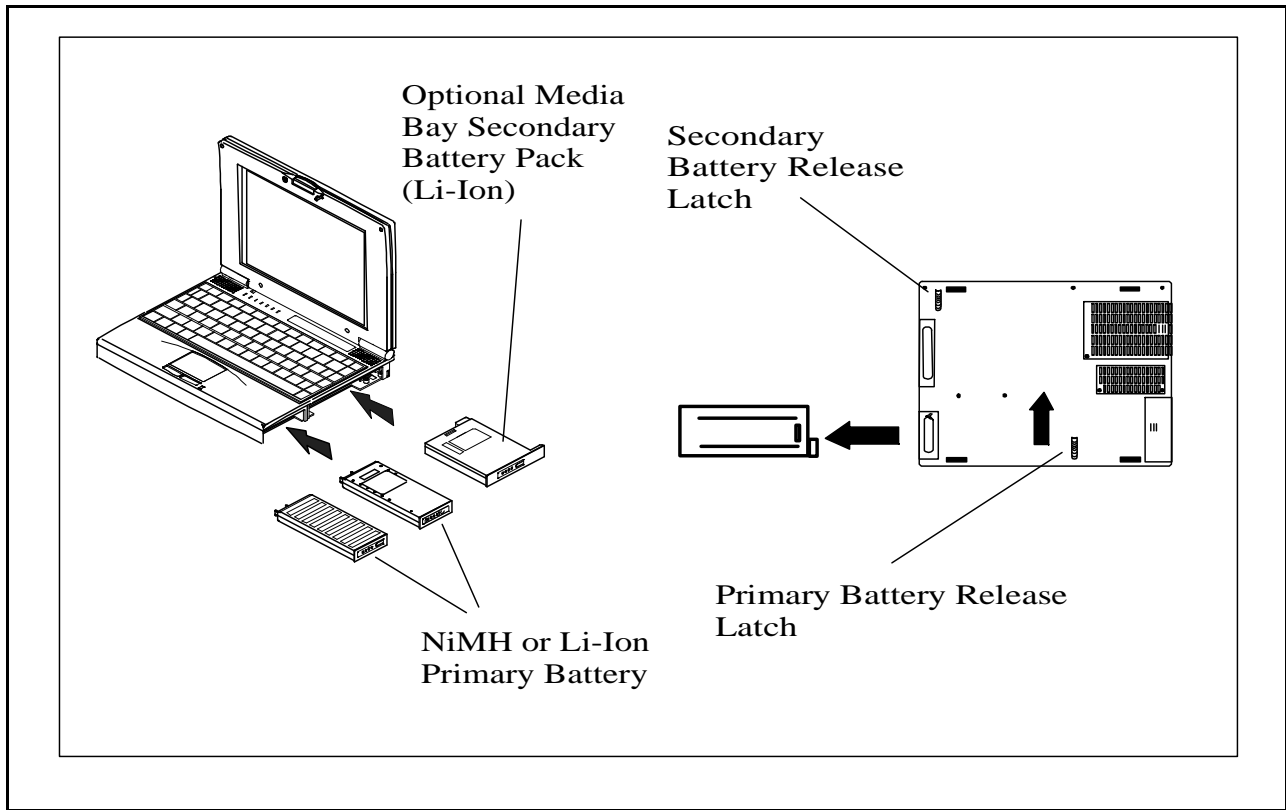 Optional Media
Bay Secondary
Battery Pack
(Li-Ion)
Secondary
Battery Release
Latch
NiMH or Li-Ion
Primary Battery
Primary Battery Release
Latch